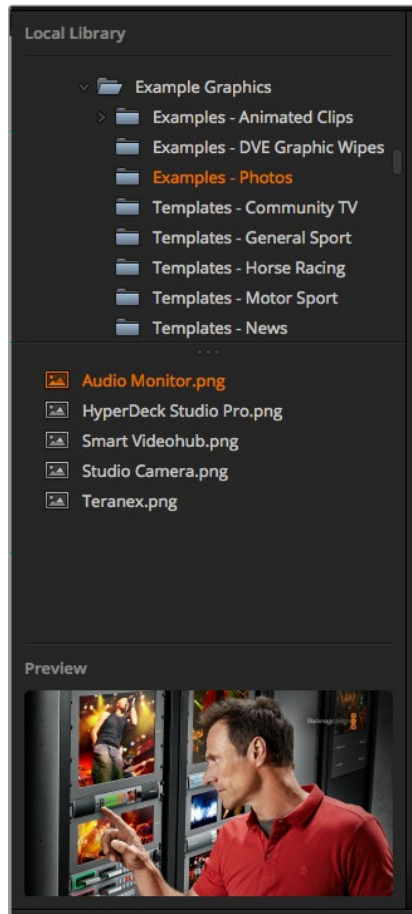 Local Library
Example Graphics
Examples - Animated Clips
Examples - DVE Graphic Wipes
Examples - Photos
Templates - Community TV
Templates - General Sport
Templates - Horse Racing
Templates - Motor Sport
Templates - News
Audio Monitor.png
HyperDeck Studio Pro.png
Smart Videohub.png
Studio Camera.png
Teranex.png
Preview
Blackmagicdesign